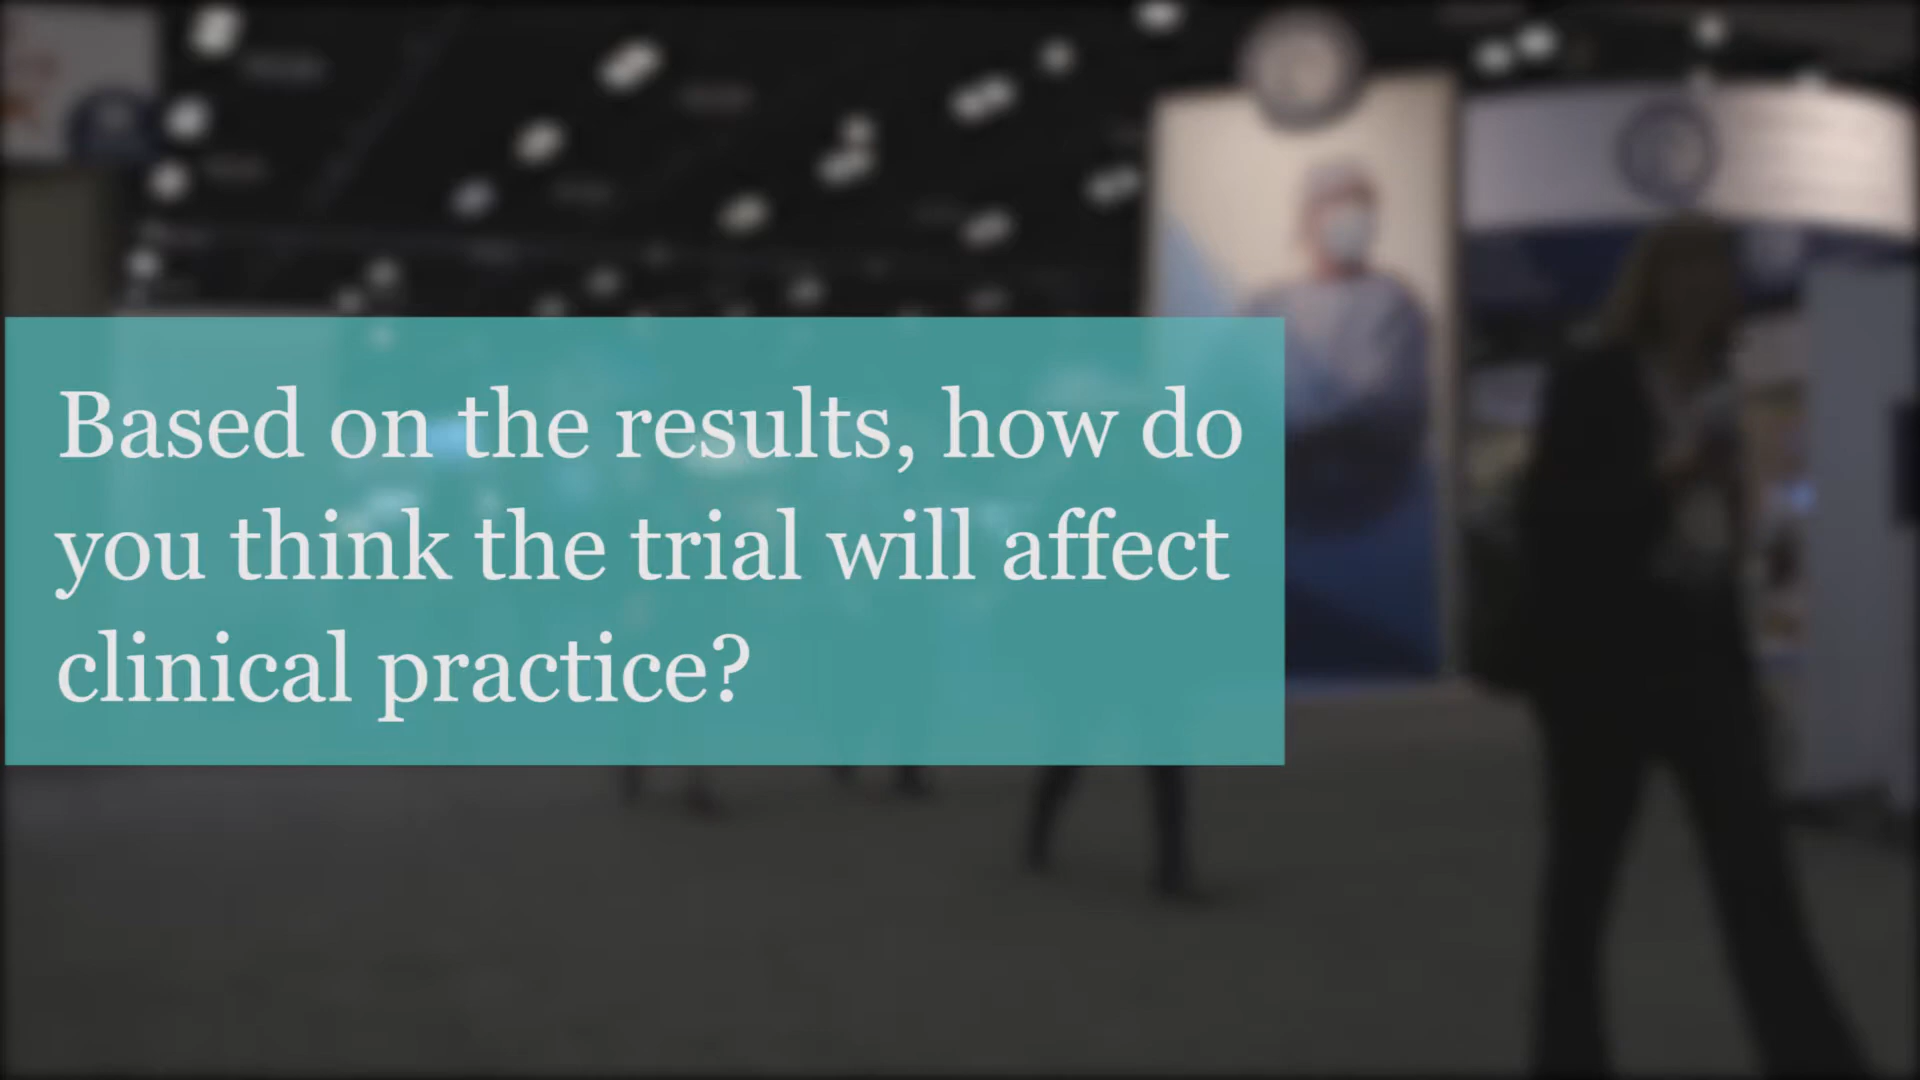 Based on the results, how do
you think the trial will affect
clinical practice?